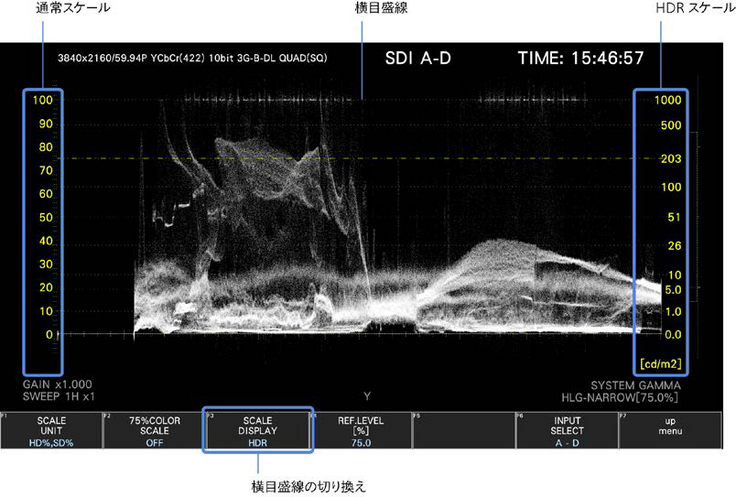 通常スケール
横目盛線
HDR スケール
3840x2160/59.94P YCbCr(422) 10bit 3G-B-DL QUAD(SQ)
SDI A-D
TIME: 15:46:57
100
90
80
70
60
50
40
30
20
10
0
1000
500
203
100
51
26
10
5.0
1.0
0.0
[cd/m2]
GAIN x1.000
SWEEP 1H x1
Y
SYSTEM GAMMA
HLG-NARROW[75.0%]
F1
SCALE
UNIT
HD%,SD%
F2
75%COLOR
SCALE
OFF
F3
SCALE
DISPLAY
HDR
REF.LEVEL
[%]
75.0
F5
F6
INPUT
SELECT
A - D
F7
up
menu
横目盛線の切り換え